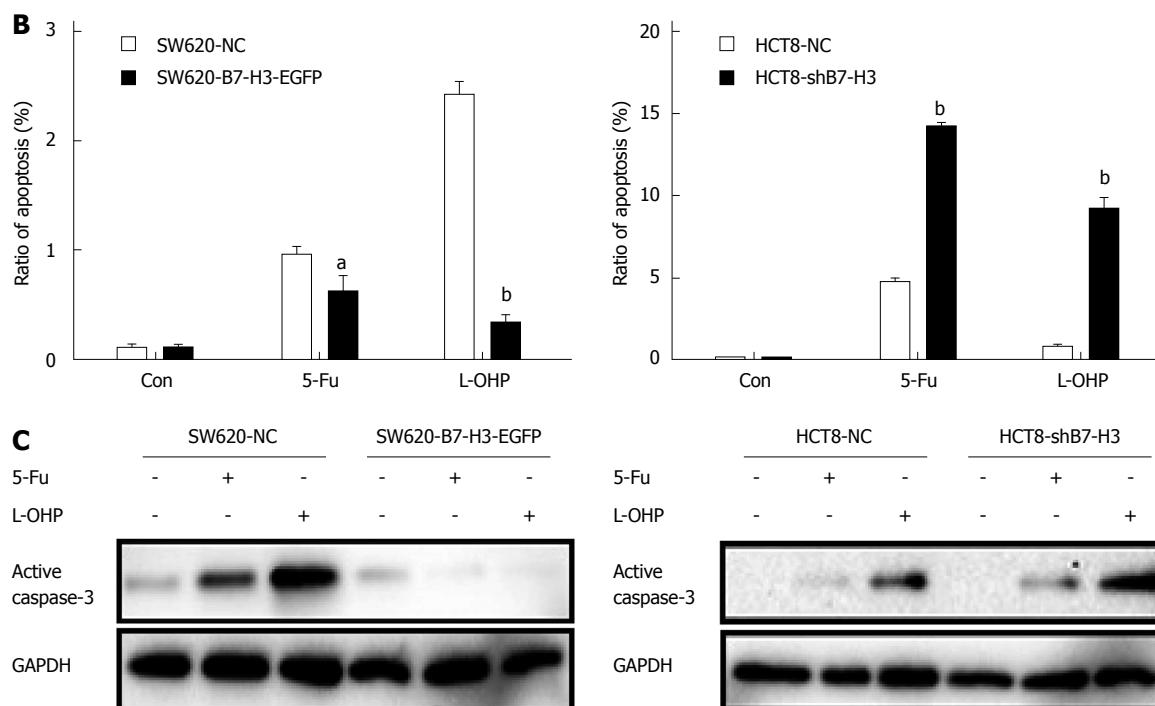 B
3
2
1
0
Ratio of apoptosis (%)
SW620-NC
SW620-B7-H3-EGFP
a
b
Con 5-Fu L-OHP
20
15
10
5
0
Ratio of apoptosis (%)
HCT8-NC
HCT8-shB7-H3
b
b
Con 5-Fu L-OHP
C
SW620-NC SW620-B7-H3-EGFP
5-Fu - + - - + -
L-OHP - - + - - +
Active
caspase-3
GAPDH
HCT8-NC HCT8-shB7-H3
5-Fu - + - - + -
L-OHP - - + - - +
Active
caspase-3
GAPDH